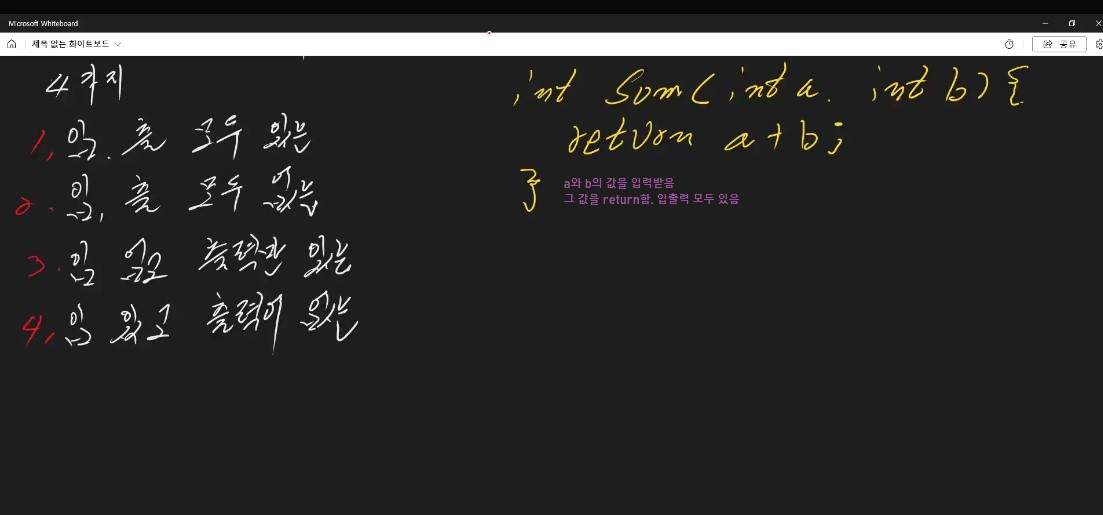 Microsoft Whiteboard
제목 없는 화이트보드
공유
4가지
1, 입. 출 모두 있는
2. 입, 출 모두 없는
3. 입 없고 출력만 있는
4, 입 있고 출력이 없는
int Sum(int a. int b){
return a+b;
}
a와 b의 값을 입력받음
그 값을 return함. 입출력 모두 있음